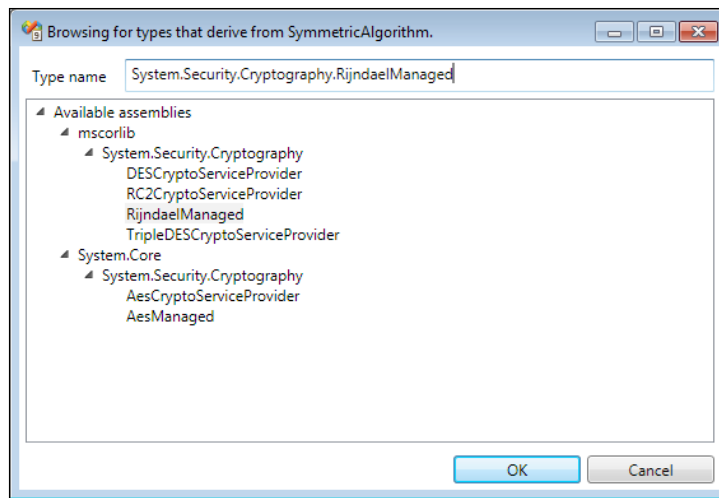 Browsing for types that derive from SymmetricAlgorithm.
Type name System.Security.Cryptography.RijndaelManaged
Available assemblies
mscorlib
System.Security.Cryptography
DESCryptoServiceProvider
RC2CryptoServiceProvider
RijndaelManaged
TripleDESCryptoServiceProvider
System.Core
System.Security.Cryptography
AesCryptoServiceProvider
AesManaged
OK Cancel